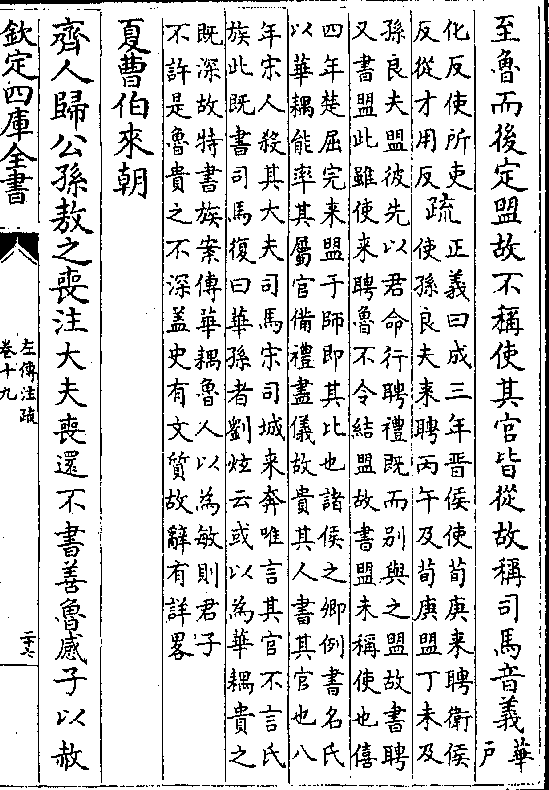 至魯而後定盟故不稱使其官皆從故稱司馬音義華户
化反使所吏
反從才用反疏正義曰成三年晋侯使荀庚来聘衛侯
使孫良夫来聘丙午及荀庚盟丁未及
孫良夫盟彼先以君命行聘禮既而别與之盟故書聘
又書盟此雖使来聘魯不令結盟故書盟未稱使也僖
四年楚屈完来盟于師即其比也諸侯之卿例書名氏
以華耦能率其屬官備禮盡儀故貴其人書其官也八
年宋人殺其大夫司馬宋司城来奔唯言其官不言氏
族此既書司馬復曰華孫者劉炫云或以為華耦貴之
既深故特書族案傳華耦魯人以為敏則君子
不許是魯貴之不深盖史有文質故辭有詳畧
夏曹伯來朝
齊人歸公孫敖之喪注大夫喪還不書善魯感子以赦
欽定四庫全書
左傳注疏
卷十九
二十七